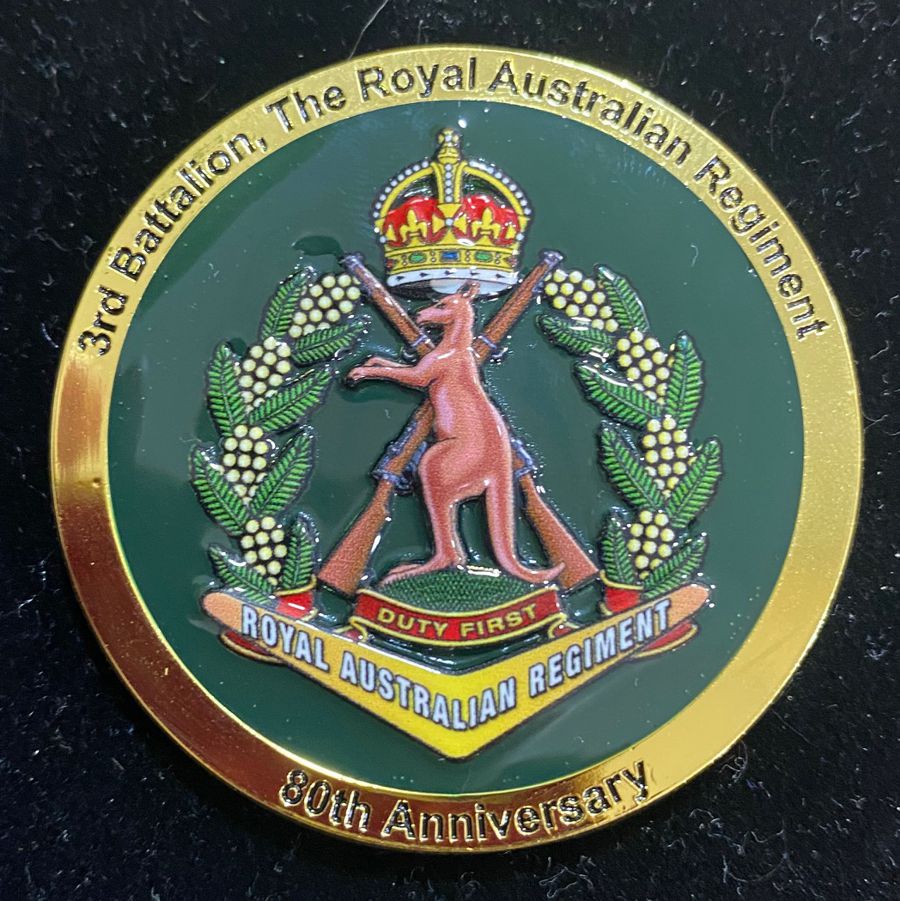 3rd Battalion, The Royal Australian Regiment
DUTY FIRST
ROYAL AUSTRALIAN REGIMENT
80th Anniversary